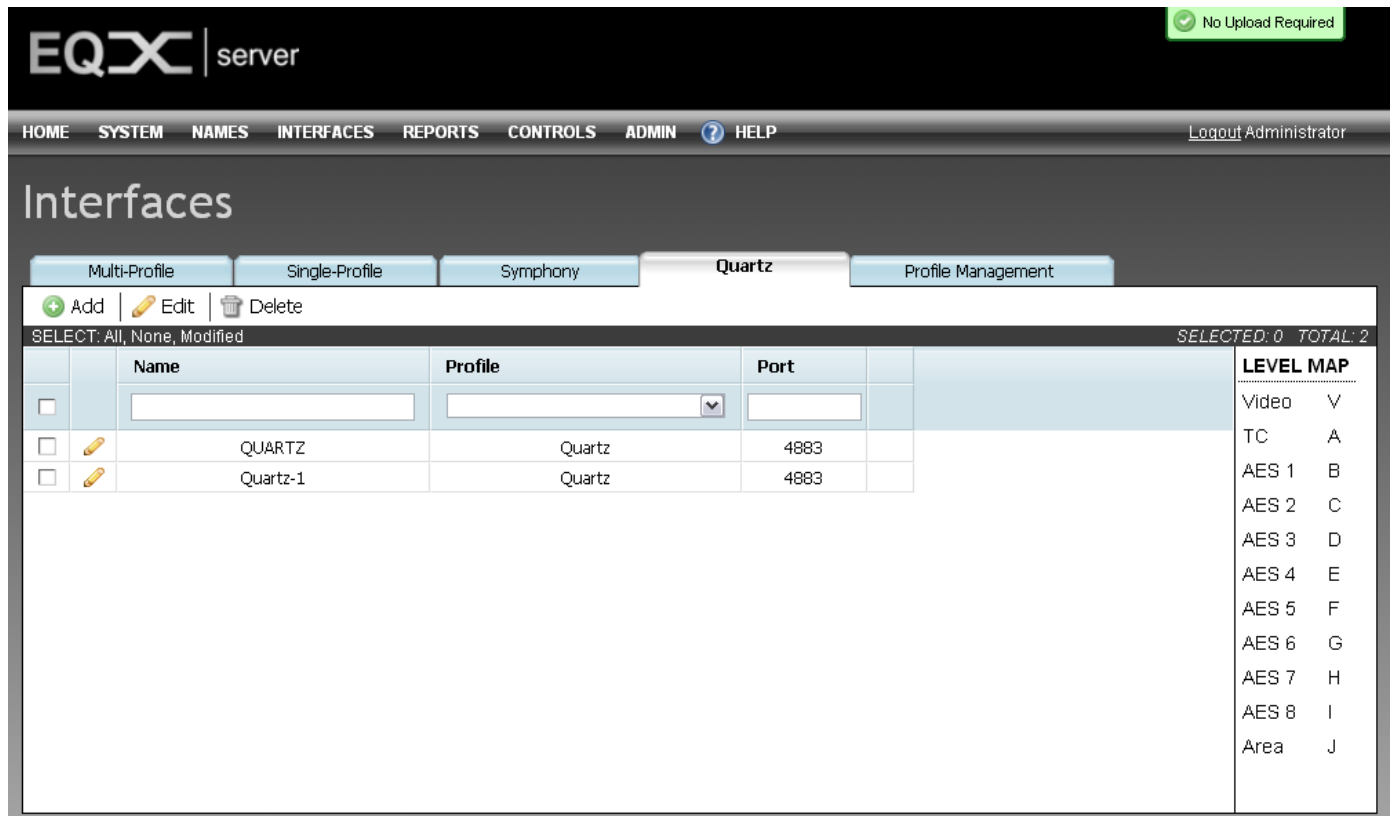 No Upload Required
EQX server
HOME SYSTEM NAMES INTERFACES REPORTS CONTROLS ADMIN ? HELP Logout Administrator
Interfaces
Multi-Profile Single-Profile Symphony Quartz Profile Management
Add Edit Delete
SELECT: All, None, Modified SELECTED: 0 TOTAL: 2
Name Profile Port LEVEL MAP
Video V
QUARTZ Quartz 4883
TC A
Quartz-1 Quartz 4883
AES 1 B
AES 2 C
AES 3 D
AES 4 E
AES 5 F
AES 6 G
AES 7 H
AES 8 I
Area J